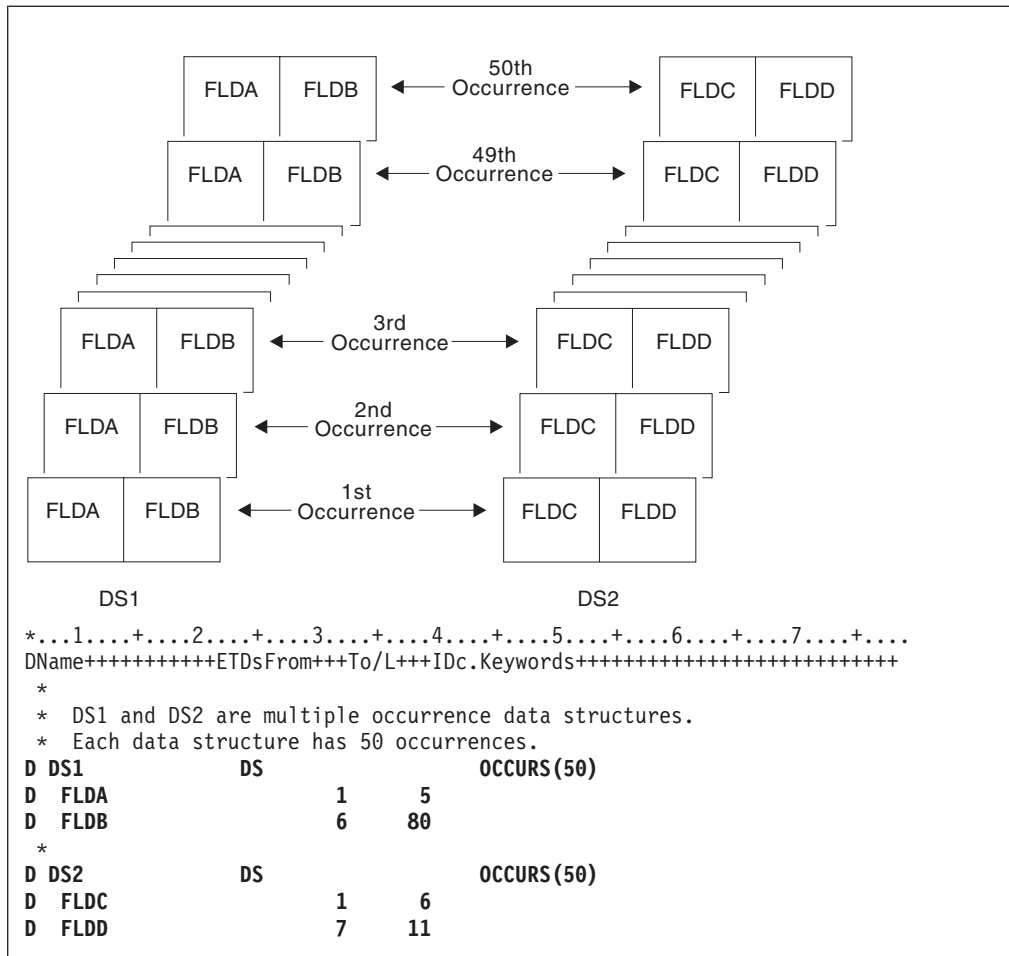 50th
FLDA FLDB Occurrence FLDC FLDD
49th
FLDA FLDB Occurrence FLDC FLDD
3rd
FLDA FLDB Occurrence FLDC FLDD
2nd
FLDA FLDB Occurrence FLDC FLDD
1st
FLDA FLDB Occurrence FLDC FLDD
DS1 DS2
*...1....+....2....+....3....+....4....+....5....+....6....+....7....+....
DName+++++++++++ETDsFrom+++To/L+++IDc.Keywords+++++++++++++++++++++++++++
*
* DS1 and DS2 are multiple occurrence data structures.
* Each data structure has 50 occurrences.
D DS1 DS OCCURS(50)
D FLDA 1 5
D FLDB 6 80
*
D DS2 DS OCCURS(50)
D FLDC 1 6
D FLDD 7 11